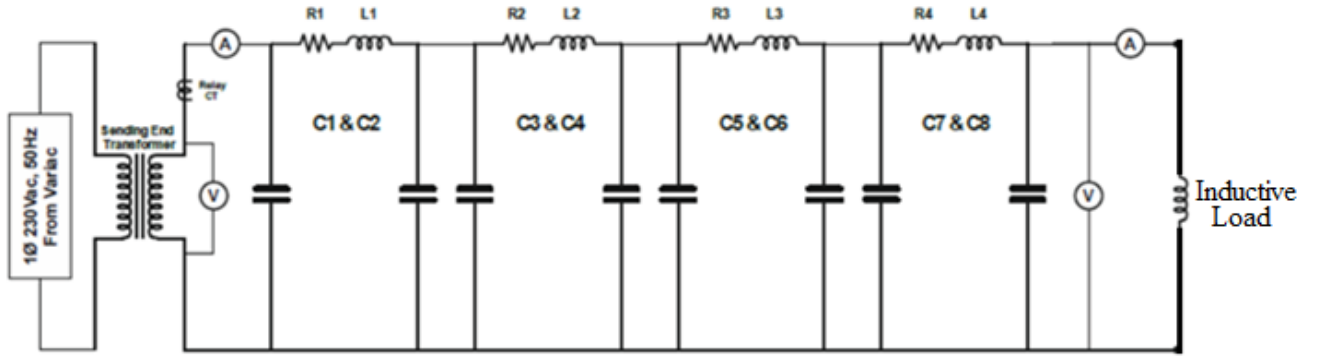 R1 L1 R2 L2 R3 L3 R4 L4
A
A
Relay
CT
C1 & C2 C3 & C4 C5 & C6 C7 & C8
Sending End
Transformer
1Ø 230Vac, 50Hz
From Variac
V
V
Inductive
Load